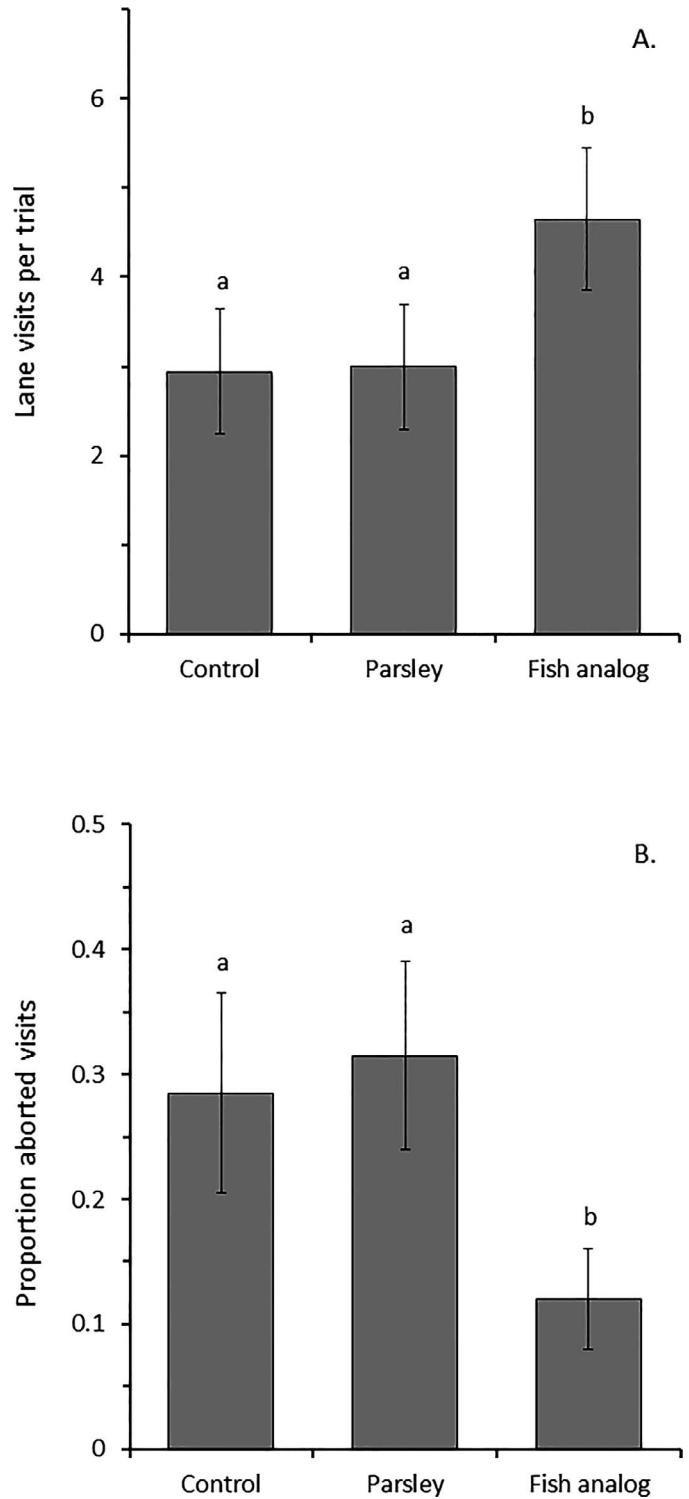 A.
6
b
Lane visits per trial
a
a
4
2
0
Control Parsley Fish analog
0.5
B.
a
a
0.4
Proportion aborted visits
0.3
0.2
b
0.1
0
Control Parsley Fish analog